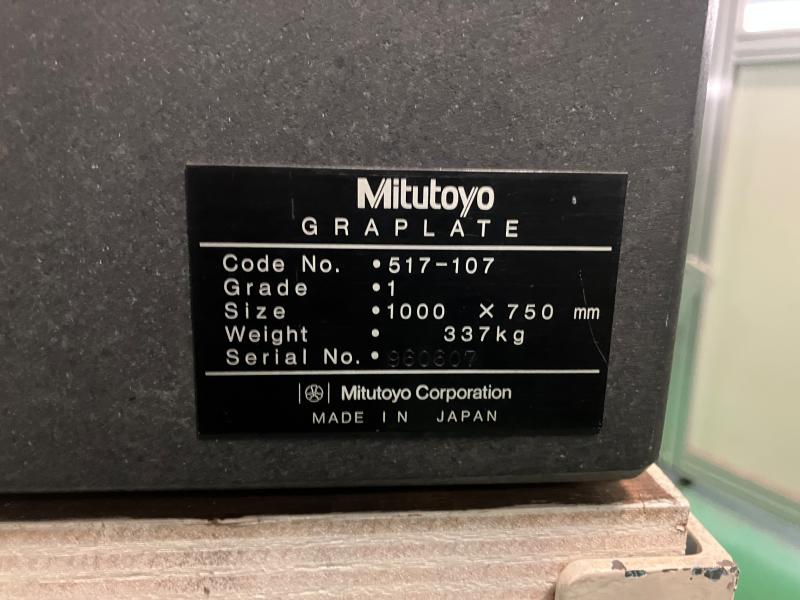 Mitutoyo
GRAPLATE
Code No. •517-107
Grade •1
Size •1000 × 750 mm
Weight • 337kg
Serial No. •
Mitutoyo Corporation
MADE IN JAPAN